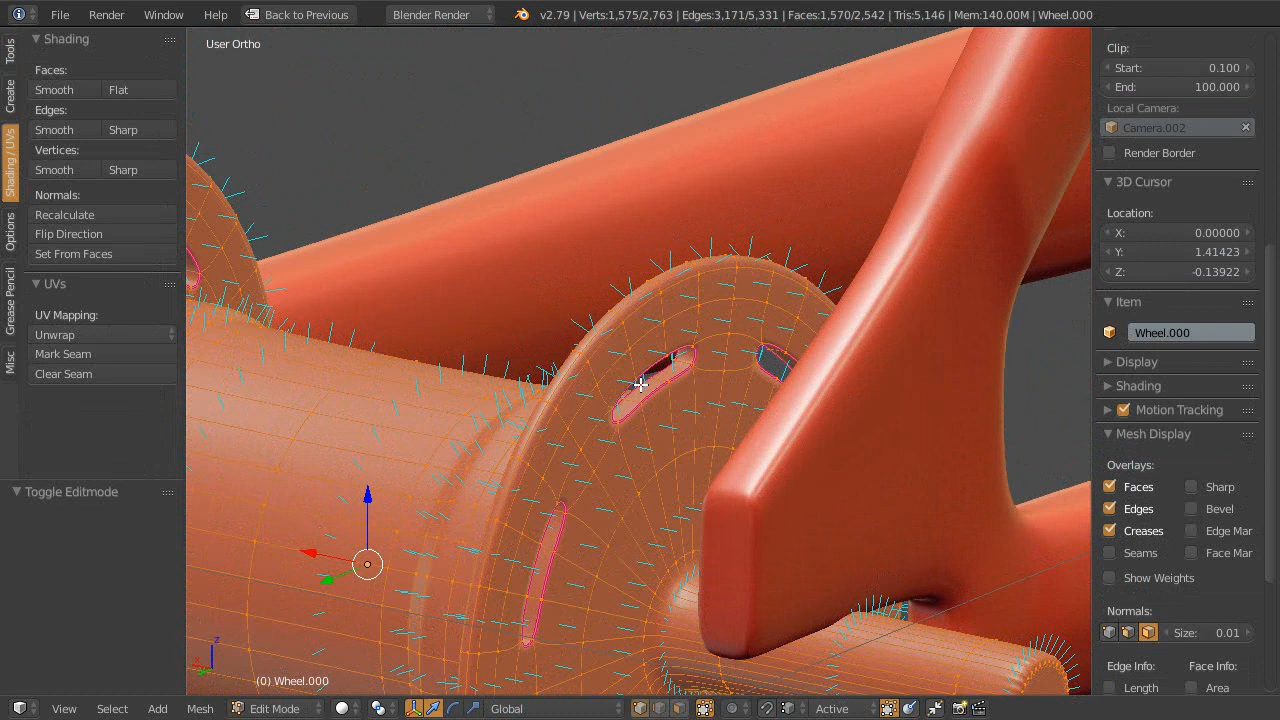 File Render Window Help Back to Previous Blender Render v2.79 | Verts:1,575/2,763 | Edges:3,171/5,331 | Faces:1,570/2,542 | Tris:5,146 | Mem:140.00M | Wheel.000
Tools
Create
Shading / UVs
Options
Grease Pencil
Misc
Shading
Faces:
Smooth Flat
Edges:
Smooth Sharp
Vertices:
Smooth Sharp
Normals:
Recalculate
Flip Direction
Set From Faces
UVs
UV Mapping:
Unwrap
Mark Seam
Clear Seam
Toggle Editmode
User Ortho
z
(0) Wheel.000
Clip:
Start: 0.100
End: 100.000
Local Camera:
Camera.002
Render Border
3D Cursor
Location:
X: 0.00000
Y: 1.41423
Z: -0.13922
Item
Wheel.000
Display
Shading
Motion Tracking
Mesh Display
Overlays:
Faces Sharp
Edges Bevel
Creases Edge Mar
Seams Face Mar
Show Weights
Normals:
Size: 0.01
Edge Info: Face Info:
Length Area
View Select Add Mesh Edit Mode Global Active